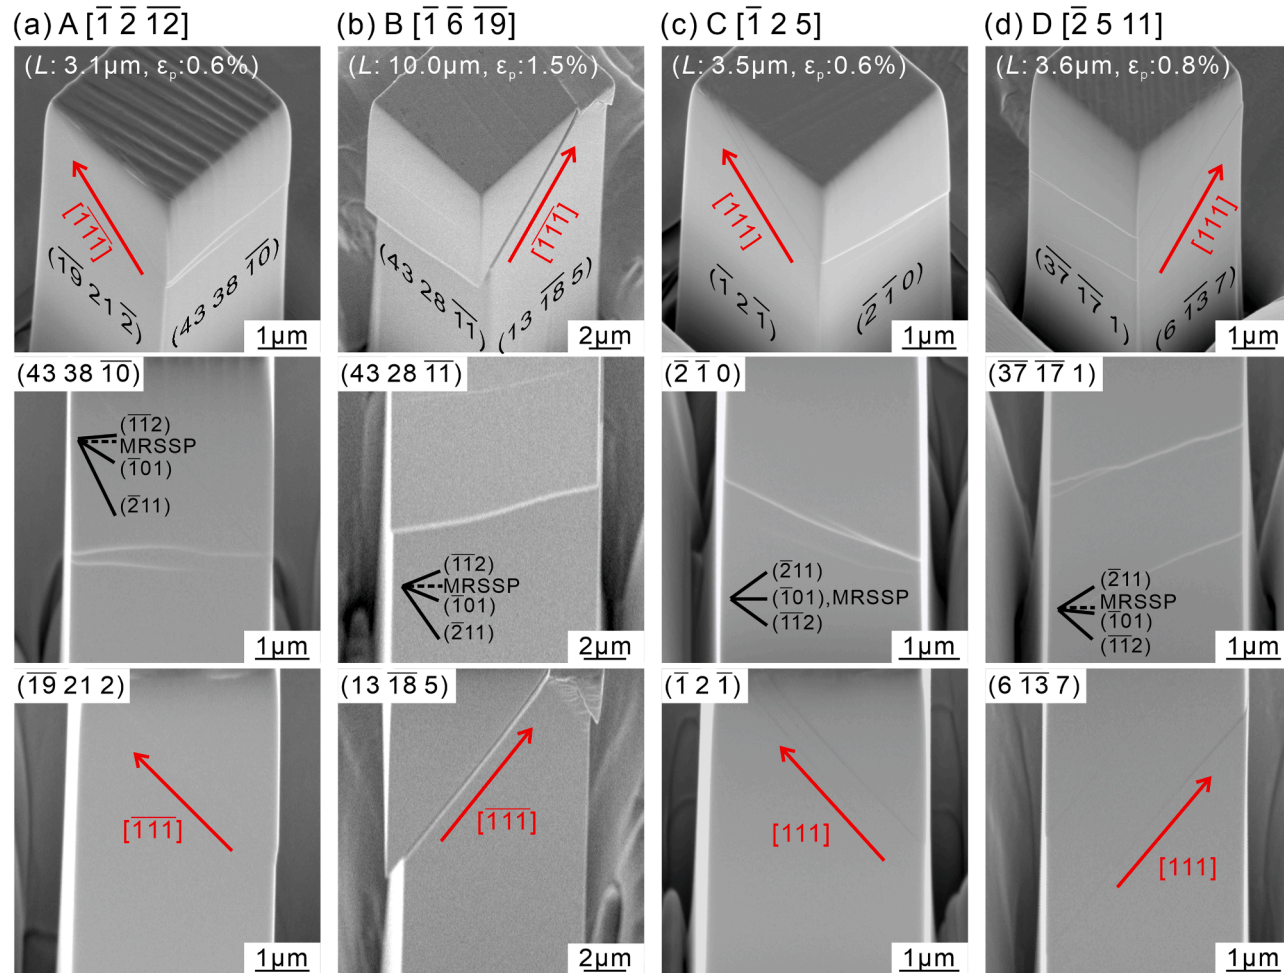 (a) A [1̅ 2̅ 1̅2̅]
(b) B [1̅ 6̅ 1̅9̅]
(c) C [1̅ 2 5]
(d) D [2̅ 5 11]
(L: 3.1μm, εp:0.6%)
[1̅1̅1̅]
(1̅9̅ 21 2̅)
(43 38 1̅0̅)
1μm
(L: 10.0μm, εp:1.5%)
[1̅1̅1̅]
(43 28 1̅1̅)
(13 1̅8̅ 5)
2μm
(L: 3.5μm, εp:0.6%)
[111]
(1̅ 2 1̅)
(2̅ 1̅ 0)
1μm
(L: 3.6μm, εp:0.8%)
[111]
(3̅7̅ 1̅7̅ 1)
(6 1̅3̅ 7)
1μm
(43 38 1̅0̅)
(1̅1̅2)
MRSSP
(1̅01)
(2̅11)
1μm
(43 28 1̅1̅)
(1̅1̅2)
MRSSP
(1̅01)
(2̅11)
2μm
(2̅ 1̅ 0)
(2̅11)
(1̅01),MRSSP
(1̅1̅2)
1μm
(3̅7̅ 1̅7̅ 1)
(2̅11)
MRSSP
(1̅01)
(1̅1̅2)
1μm
(1̅9̅ 21 2)
[1̅1̅1̅]
1μm
(13 1̅8̅ 5)
[1̅1̅1̅]
2μm
(1̅ 2 1̅)
[111]
1μm
(6 1̅3̅ 7)
[111]
1μm